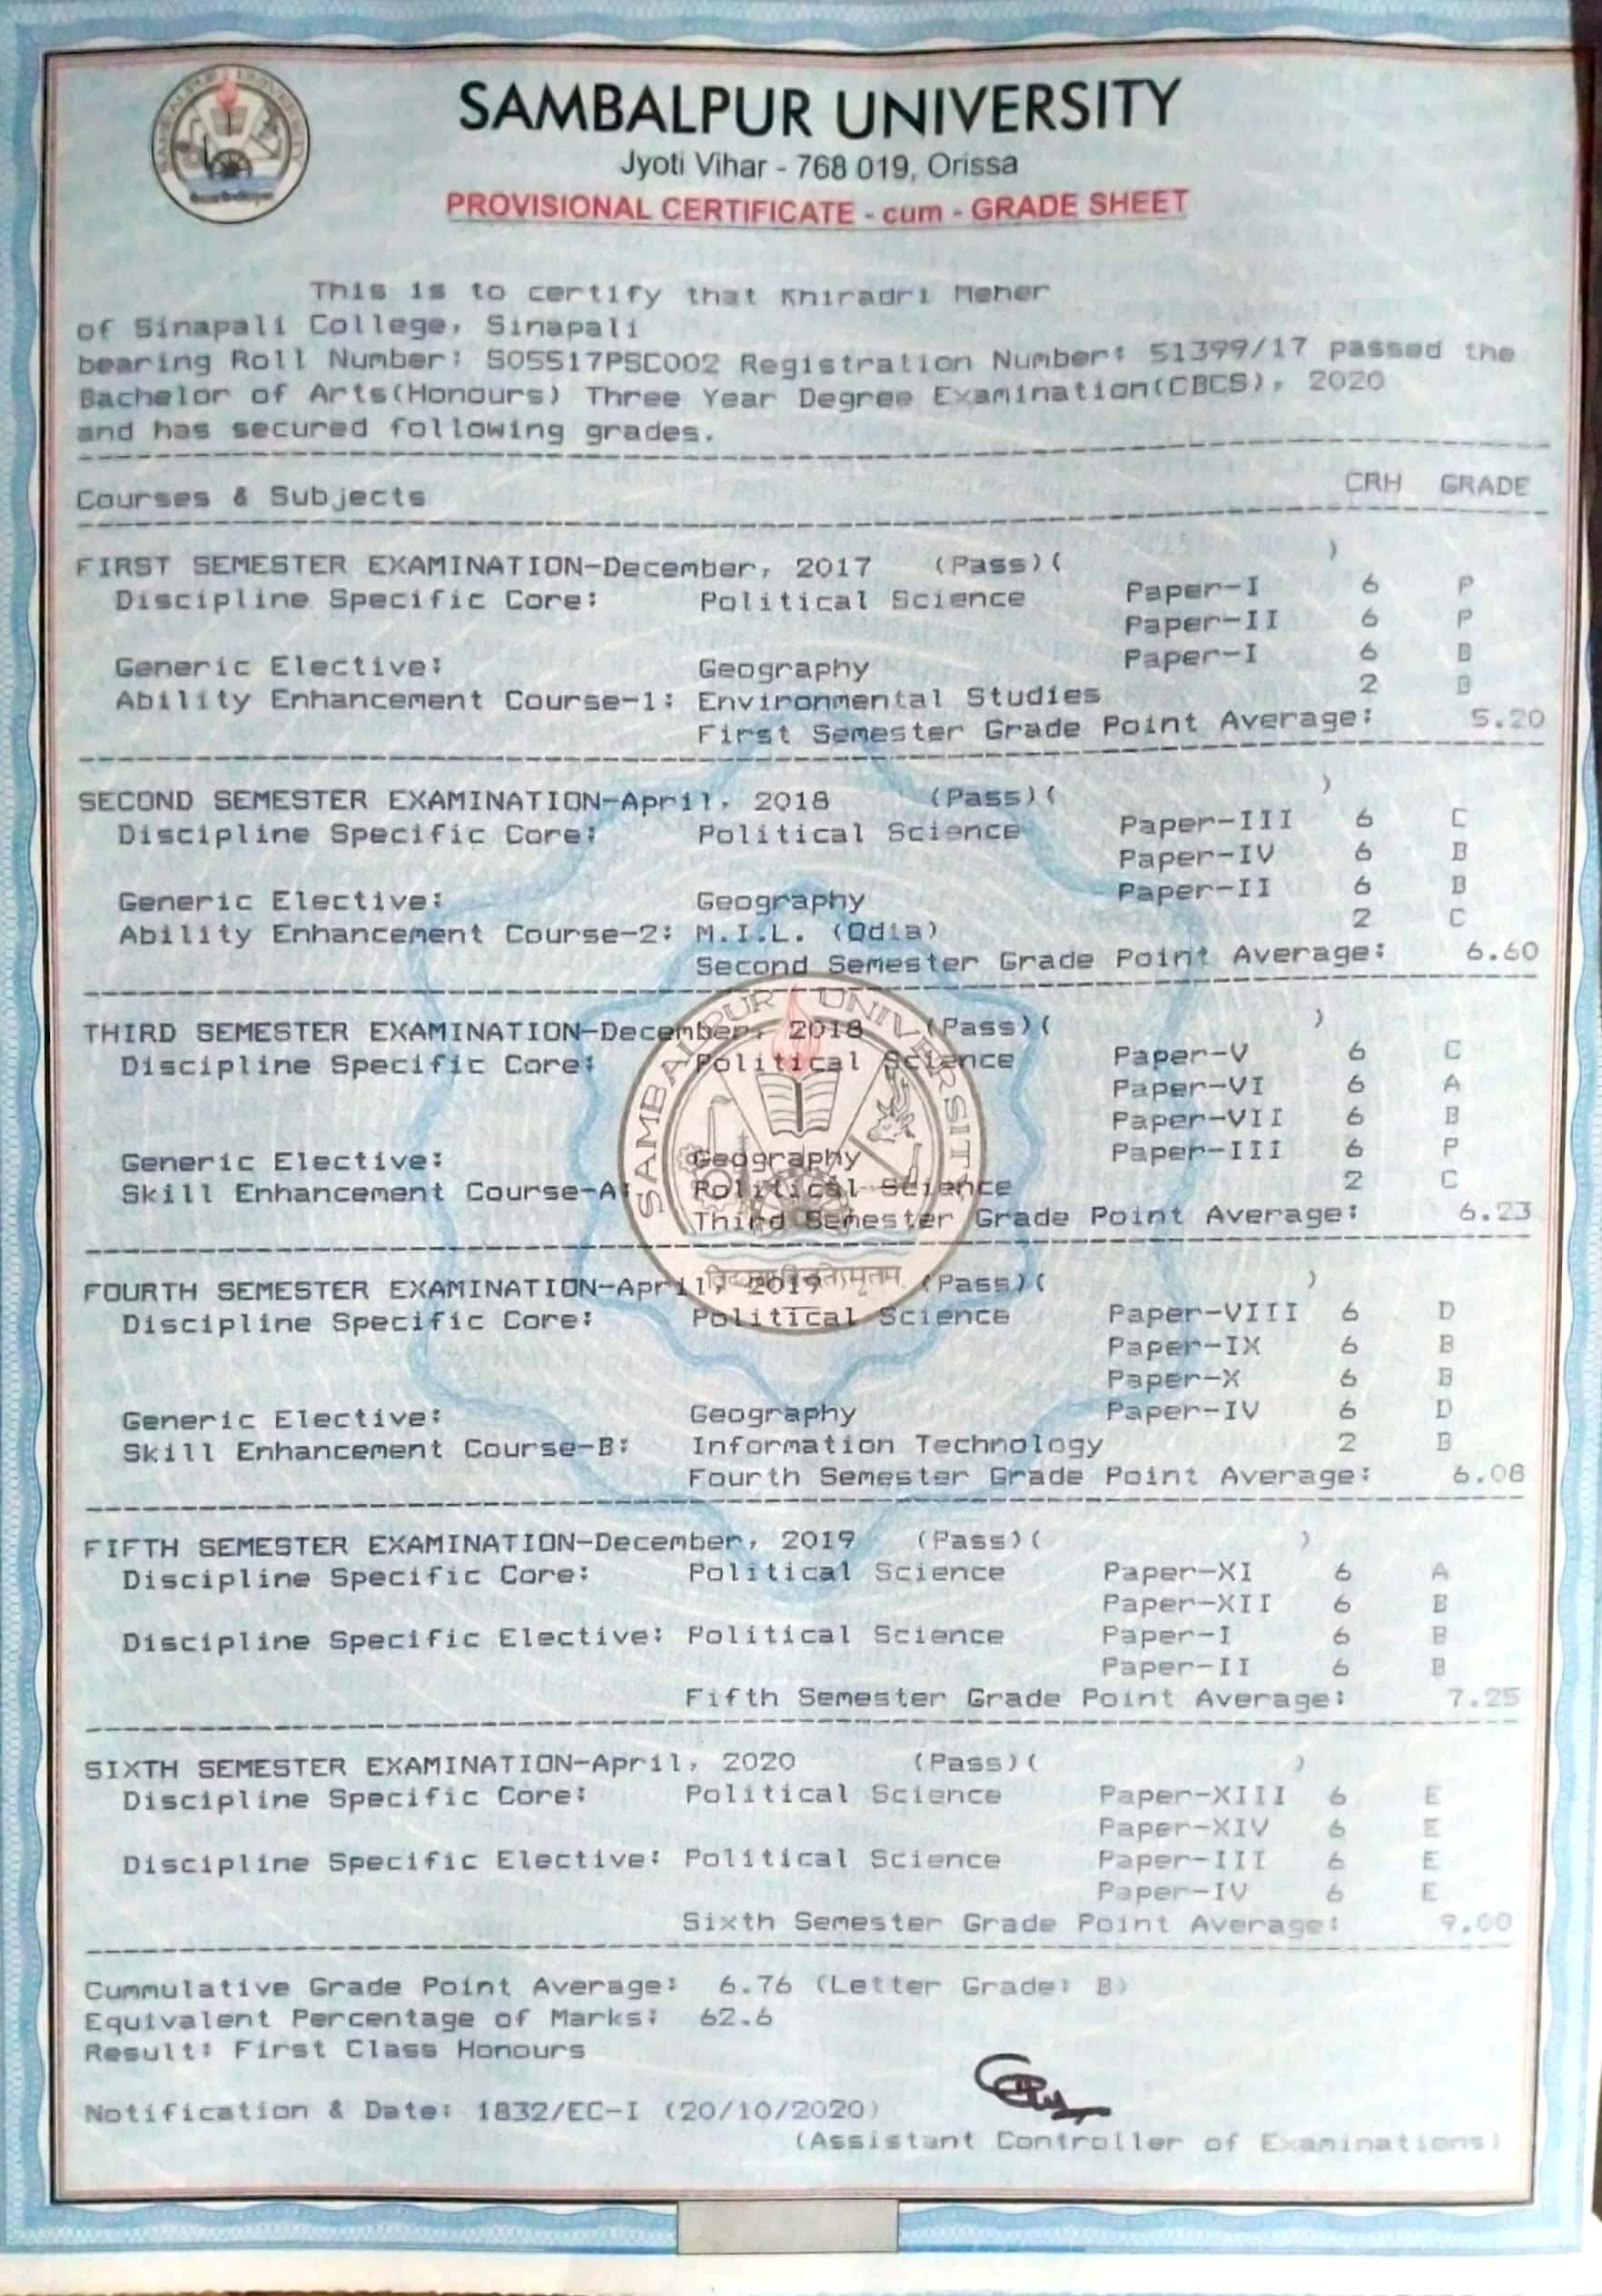 SAMBALPUR UNIVERSITY
Jyoti Vihar - 768 019, Orissa
PROVISIONAL CERTIFICATE - cum - GRADE SHEET
This is to certify that Khiradri Meher
of Sinapali College, Sinapali
bearing Roll Number: S05517PSC002 Registration Number: 51399/17 passed the
Bachelor of Arts(Honours) Three Year Degree Examination(CBCS), 2020
and has secured following grades.
Courses & Subjects CRH GRADE
FIRST SEMESTER EXAMINATION-December, 2017 (Pass)( )
Discipline Specific Core: Political Science Paper-I 6 P
Paper-II 6 P
Generic Elective: Geography Paper-I 6 B
Ability Enhancement Course-1: Environmental Studies 2 B
First Semester Grade Point Average: 5.20
SECOND SEMESTER EXAMINATION-April, 2018 (Pass)( )
Discipline Specific Core: Political Science Paper-III 6 C
Paper-IV 6 B
Generic Elective: Geography Paper-II 6 B
Ability Enhancement Course-2: M.I.L. (Odia) 2 C
Second Semester Grade Point Average: 6.60
THIRD SEMESTER EXAMINATION-December, 2018 (Pass)( )
Discipline Specific Core: Political Science Paper-V 6 C
Paper-VI 6 A
Paper-VII 6 B
Generic Elective: Geography Paper-III 6 P
Skill Enhancement Course-A: Political Science 2 C
Third Semester Grade Point Average: 6.23
SAMBALPUR UNIVERSITY
FOURTH SEMESTER EXAMINATION-April, 2019 (Pass)( )
Discipline Specific Core: Political Science Paper-VIII 6 D
Paper-IX 6 B
Paper-X 6 B
Generic Elective: Geography Paper-IV 6 D
Skill Enhancement Course-B: Information Technology 2 B
Fourth Semester Grade Point Average: 6.08
FIFTH SEMESTER EXAMINATION-December, 2019 (Pass)( )
Discipline Specific Core: Political Science Paper-XI 6 A
Paper-XII 6 B
Discipline Specific Elective: Political Science Paper-I 6 B
Paper-II 6 B
Fifth Semester Grade Point Average: 7.25
SIXTH SEMESTER EXAMINATION-April, 2020 (Pass)( )
Discipline Specific Core: Political Science Paper-XIII 6 E
Paper-XIV 6 E
Discipline Specific Elective: Political Science Paper-III 6 E
Paper-IV 6 E
Sixth Semester Grade Point Average: 9.00
Cummulative Grade Point Average: 6.76 (Letter Grade: B)
Equivalent Percentage of Marks: 62.6
Result: First Class Honours
Notification & Date: 1832/EC-I (20/10/2020)
(Assistant Controller of Examinations)